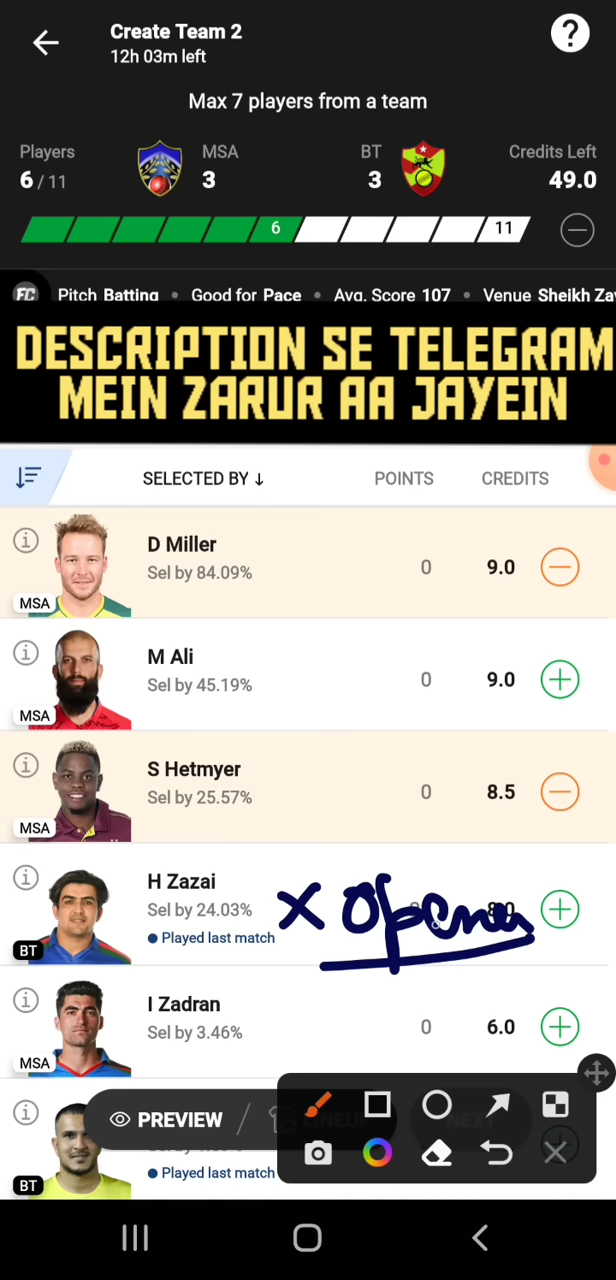 Create Team 2
12h 03m left
?
Max 7 players from a team
Players MSA BT Credits Left
6 / 11 3 3 49.0
6 11
FC Pitch Batting • Good for Pace • Avg. Score 107 • Venue Sheikh Za
DESCRIPTION SE TELEGRAM
MEIN ZARUR AA JAYEIN
SELECTED BY ↓ POINTS CREDITS
D Miller
Sel by 84.09% 0 9.0
MSA
M Ali
Sel by 45.19% 0 9.0
MSA
S Hetmyer
Sel by 25.57% 0 8.5
MSA
H Zazai
Sel by 24.03% X Opener
Played last match
BT
I Zadran
Sel by 3.46% 0 6.0
MSA
PREVIEW / LINEUP NEXT
Played last match
BT